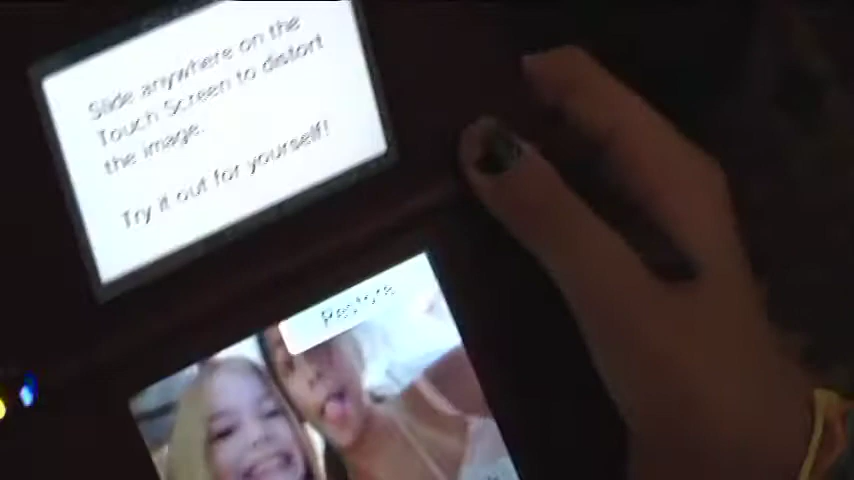 Slide anywhere on the
Touch Screen to distort
the image.
Try it out for yourself!
Restore